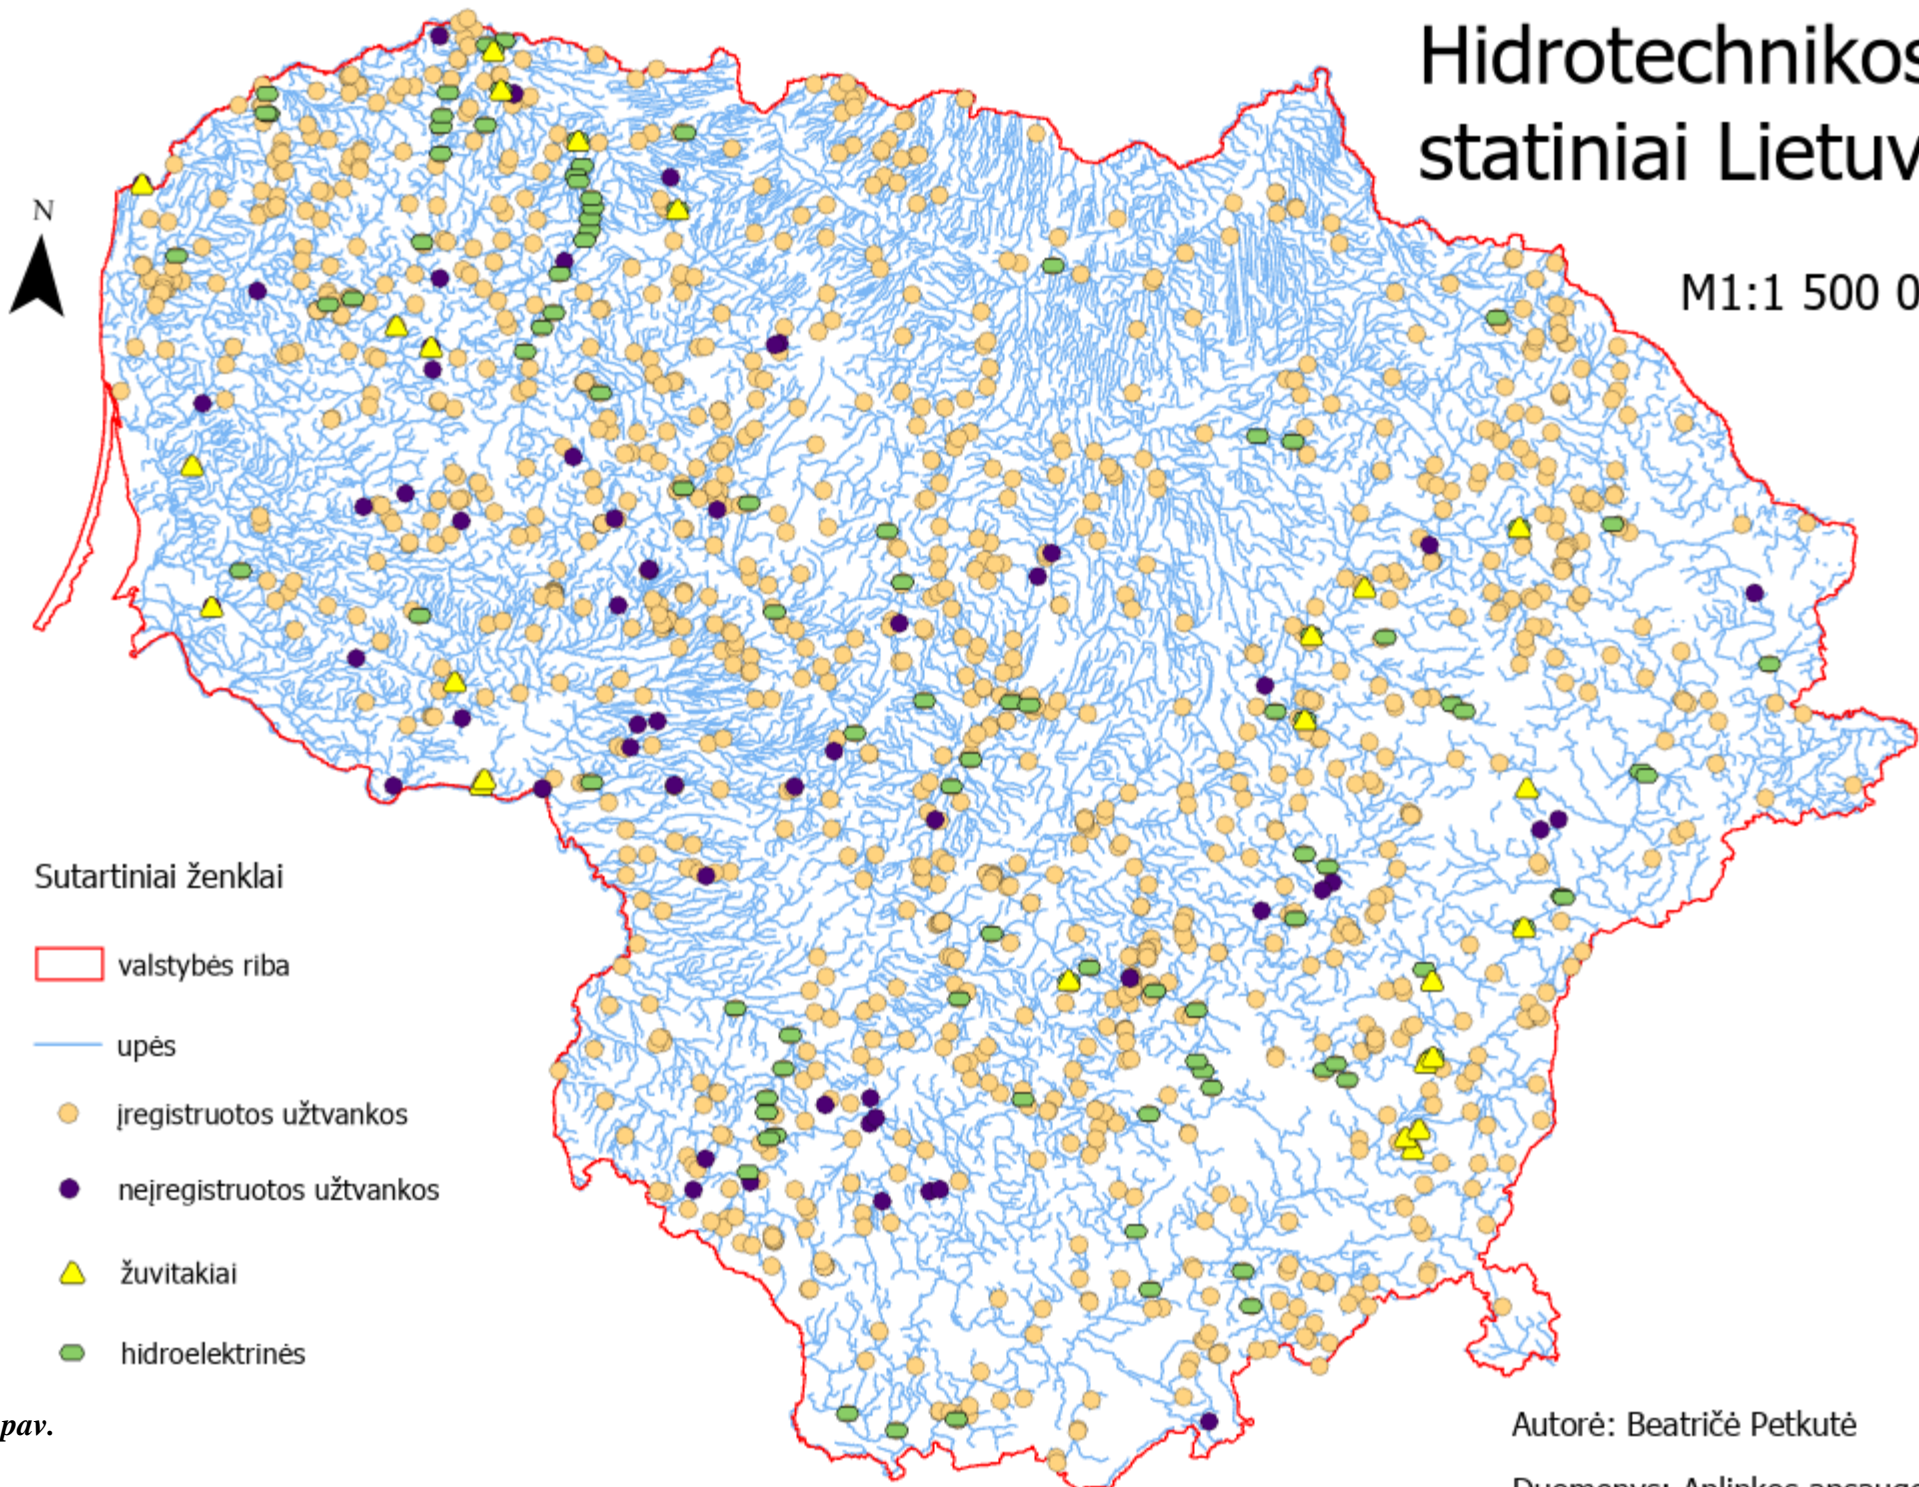 Hidrotechnikos
statiniai Lietuv
N
M1:1 500 0
Sutartiniai ženklai
valstybės riba
upės
įregistruotos užtvankos
neįregistruotos užtvankos
žuvitakiai
hidroelektrinės
pav.
Autorė: Beatričė Petkutė